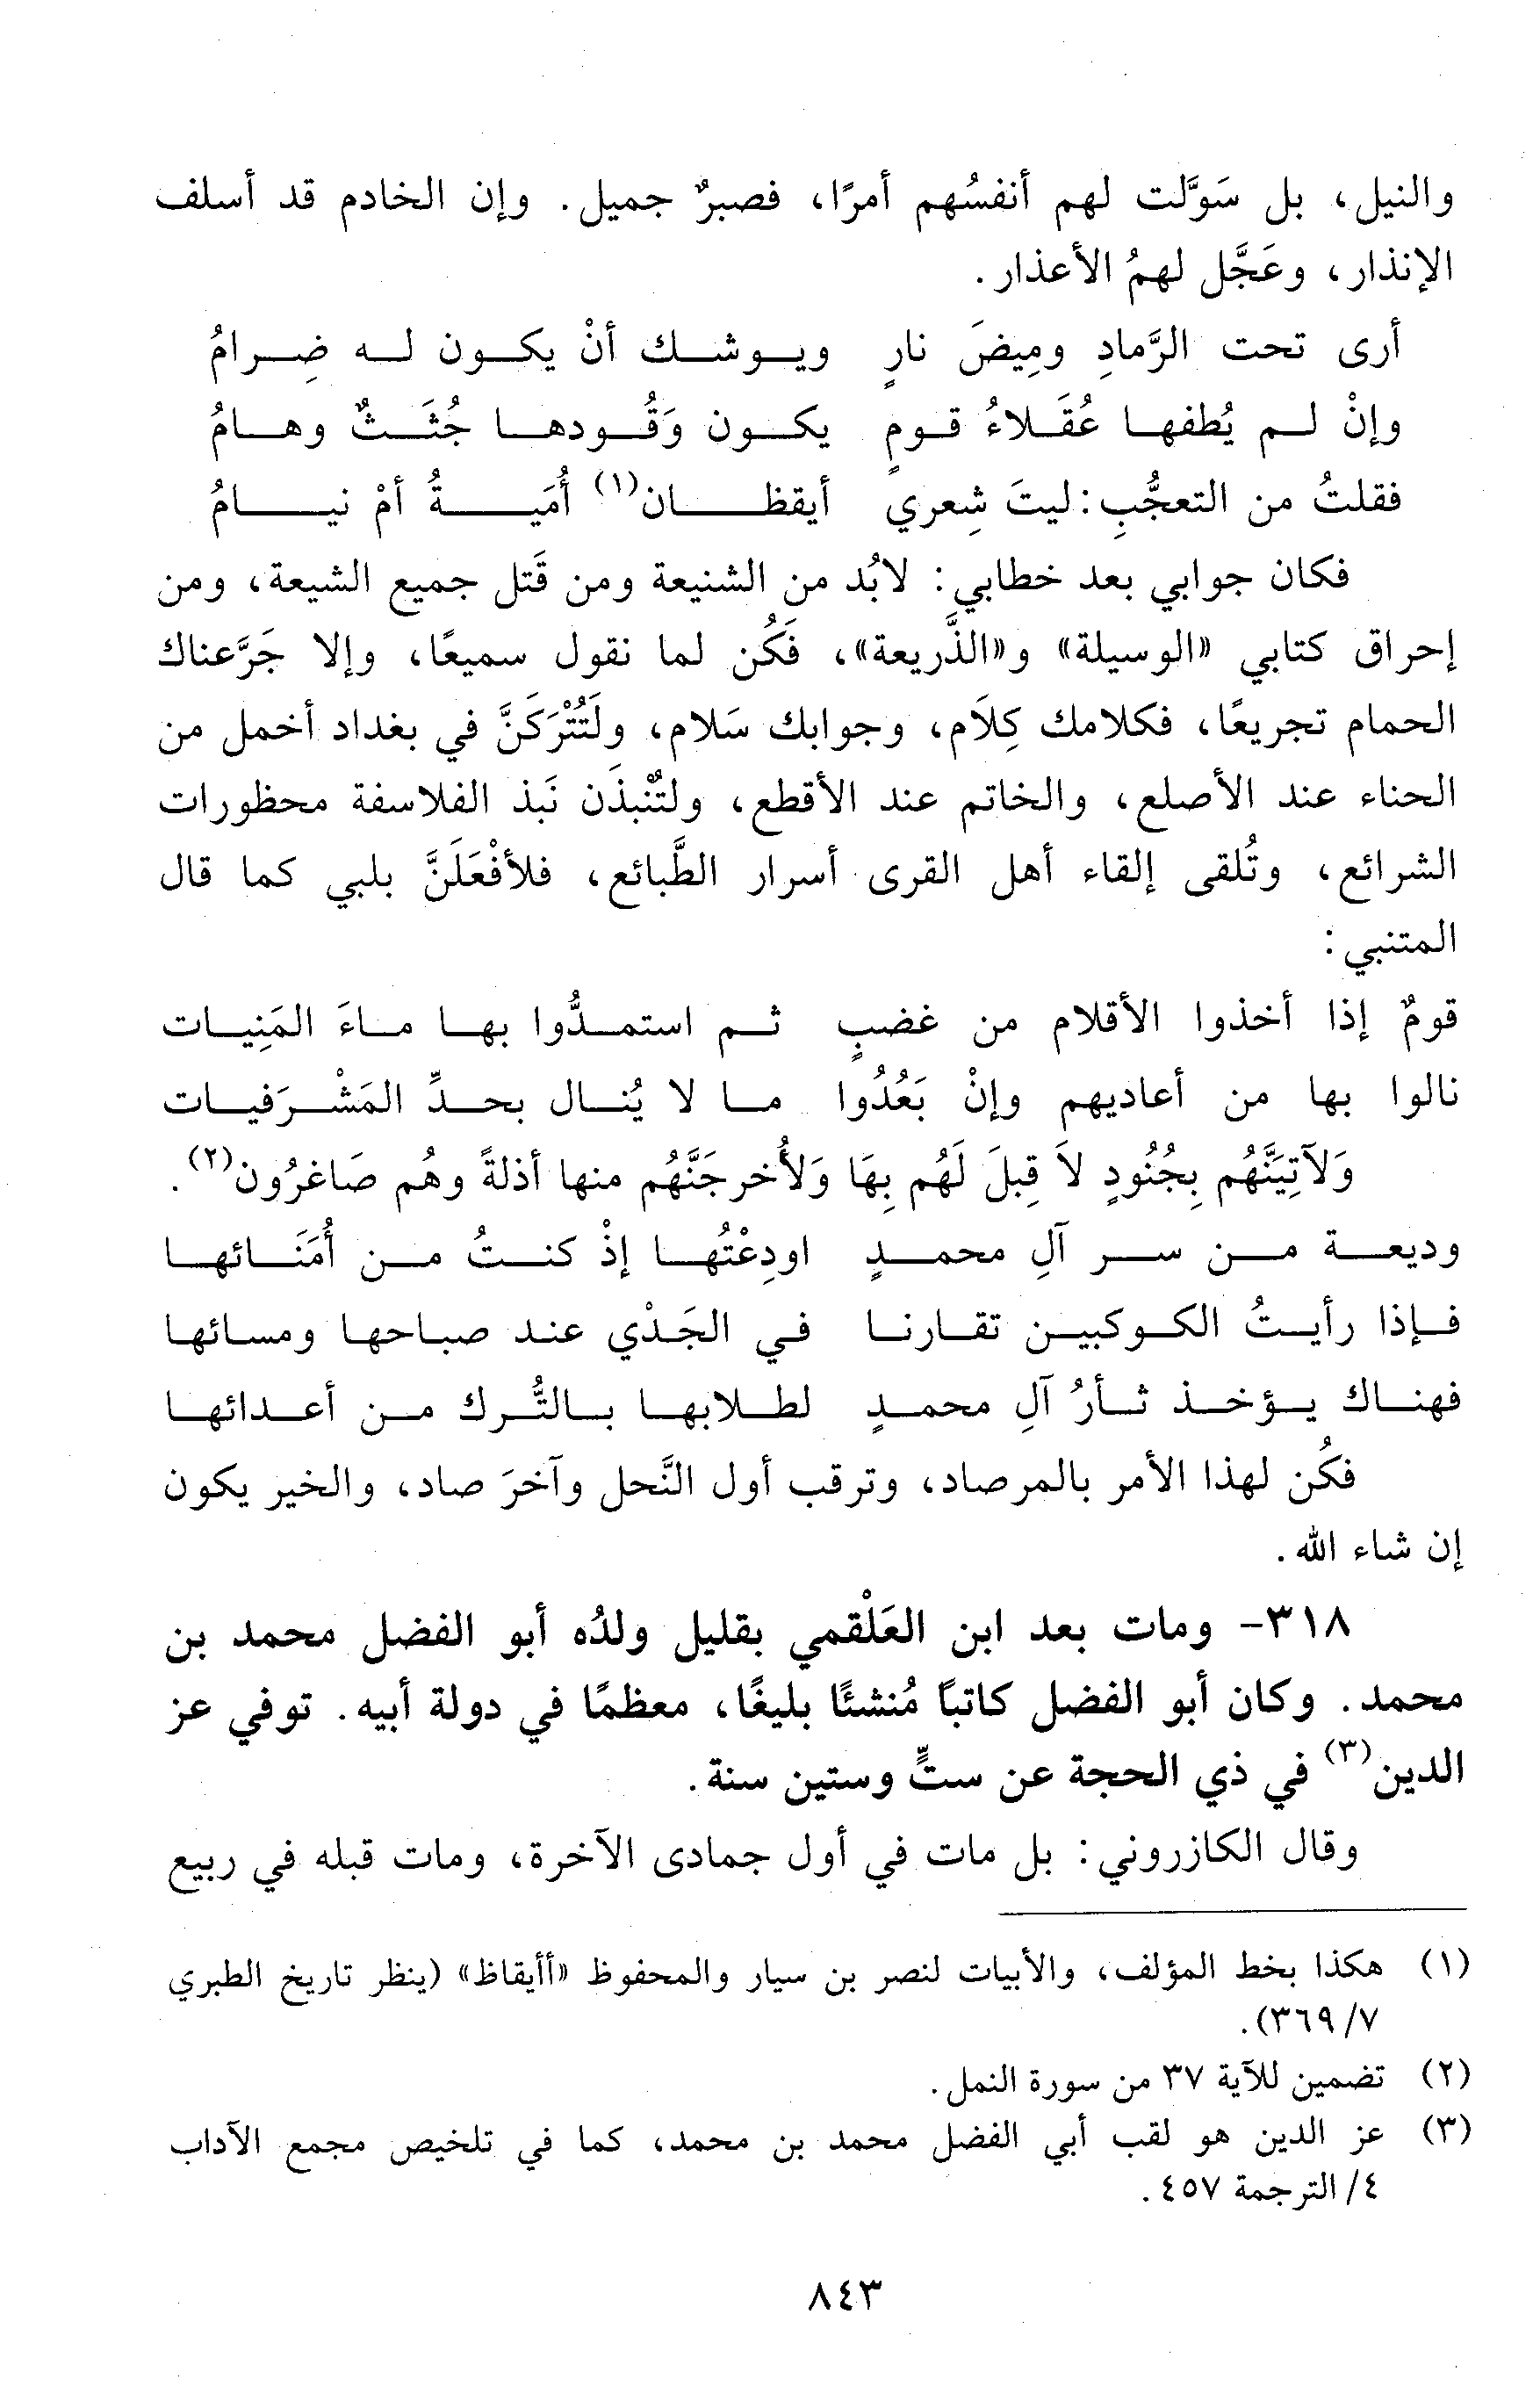 والنيل، بل سَوَّلت لهم أنفسُهم أمرًا، فصبرٌ جميل. وإن الخادم قد أسلف
الإنذار، وعَجَّل لهمُ الأعذار.
أرى تحت الرَّمادِ ومِيضَ نارٍ ويوشك أنْ يكون له ضِرامُ
وإنْ لم يُطفها عُقَلاءُ قومٍ يكون وَقُودها جُثَثٌ وهامُ
فقلتُ من التعجُّبِ: ليتَ شِعري أيقظان(١) أُمَيةُ أمْ نيامُ
فكان جوابي بعد خطابي: لابُد من الشنيعة ومن قَتل جميع الشيعة، ومن
إحراق كتابي «الوسيلة» و«الذَّريعة»، فَكُن لما نقول سميعًا، وإلا جَرَّعناك
الحمام تجريعًا، فكلامك كِلاَم، وجوابك سَلام، ولَتُتْرَكَنَّ في بغداد أخمل من
الحناء عند الأصلع، والخاتم عند الأقطع، ولتُنْبذَن نَبذ الفلاسفة محظورات
الشرائع، وتُلقى إلقاء أهل القرى أسرار الطَّبائع، فلأفْعَلَنَّ بلبي كما قال
المتنبي:
قومٌ إذا أخذوا الأقلام من غضبٍ ثم استمدُّوا بها ماءَ المَنِيات
نالوا بها من أعاديهم وإنْ بَعُدُوا ما لا يُنال بحدِّ المَشْرَفيات
وَلآتِيَنَّهُم بِجُنُودٍ لاَ قِبلَ لَهُم بِهَا وَلأُخرجَنَّهُم منها أذلةً وهُم صَاغرُون(٢).
وديعة من سر آلِ محمدٍ اودِعْتُها إذْ كنتُ من أُمَنَائها
فإذا رأيتُ الكوكبين تقارنا في الجَدْي عند صباحها ومسائها
فهناك يؤخذ ثأرُ آلِ محمدٍ لطلابها بالتُّرك من أعدائها
فكُن لهذا الأمر بالمرصاد، وترقب أول النَّحل وآخرَ صاد، والخير يكون
إن شاء الله.
٣١٨- ومات بعد ابن العَلْقمي بقليل ولدُه أبو الفضل محمد بن
محمد. وكان أبو الفضل كاتبًا مُنشئًا بليغًا، معظمًا في دولة أبيه. توفي عز
الدين(٣) في ذي الحجة عن ستٍّ وستين سنة.
وقال الكازروني: بل مات في أول جمادى الآخرة، ومات قبله في ربيع
(١) هكذا بخط المؤلف، والأبيات لنصر بن سيار والمحفوظ «أأيقاظ» (ينظر تاريخ الطبري
٧/ ٣٦٩).
(٢) تضمين للآية ٣٧ من سورة النمل.
(٣) عز الدين هو لقب أبي الفضل محمد بن محمد، كما في تلخيص مجمع الآداب
٤/ الترجمة ٤٥٧.
٨٤٣